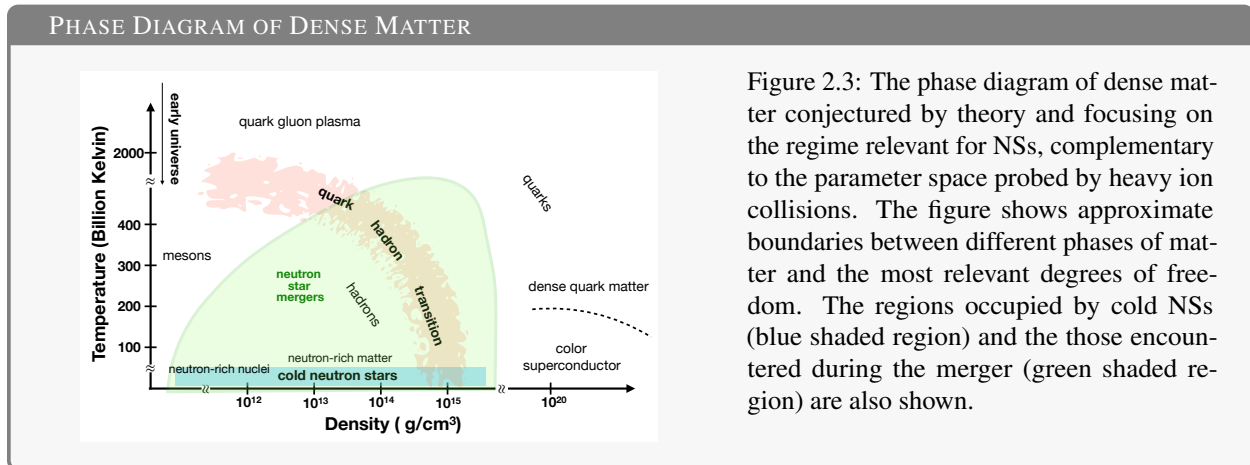 PHASE DIAGRAM OF DENSE MATTER
Temperature (Billion Kelvin)
early universe
quark gluon plasma
2000
400
300
200
100
mesons
quark
hadron
transition
quarks
neutron
star
mergers
hadrons
dense quark matter
neutron-rich matter
neutron-rich nuclei
cold neutron stars
color
superconductor
≈
≈
≈
≈
10¹²
10¹³
10¹⁴
10¹⁵
10²⁰
Density ( g/cm³)
Figure 2.3: The phase diagram of dense mat-
ter conjectured by theory and focusing on
the regime relevant for NSs, complementary
to the parameter space probed by heavy ion
collisions. The figure shows approximate
boundaries between different phases of mat-
ter and the most relevant degrees of free-
dom. The regions occupied by cold NSs
(blue shaded region) and the those encoun-
tered during the merger (green shaded re-
gion) are also shown.